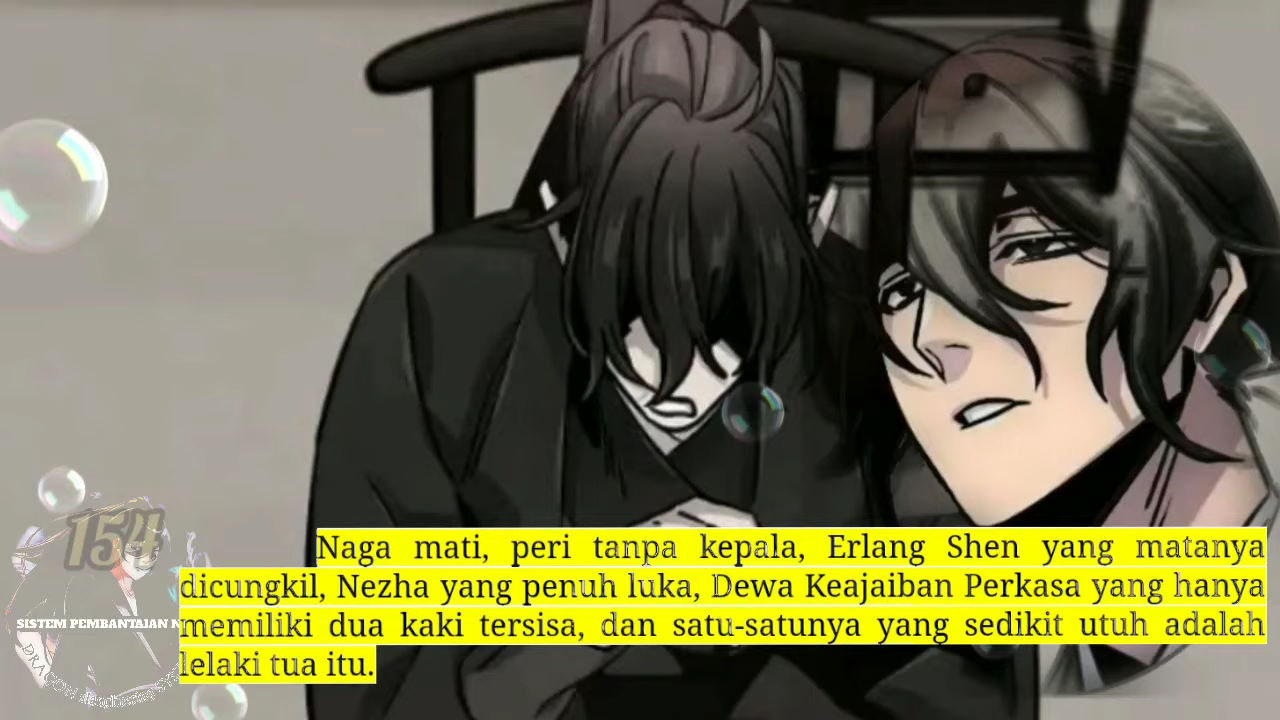 154
Naga mati, peri tanpa kepala, Erlang Shen yang matanya
dicungkil, Nezha yang penuh luka, Dewa Keajaiban Perkasa yang hanya
SISTEM PEMBANTAIAN N
memiliki dua kaki tersisa, dan satu-satunya yang sedikit utuh adalah
lelaki tua itu.
DRAGON